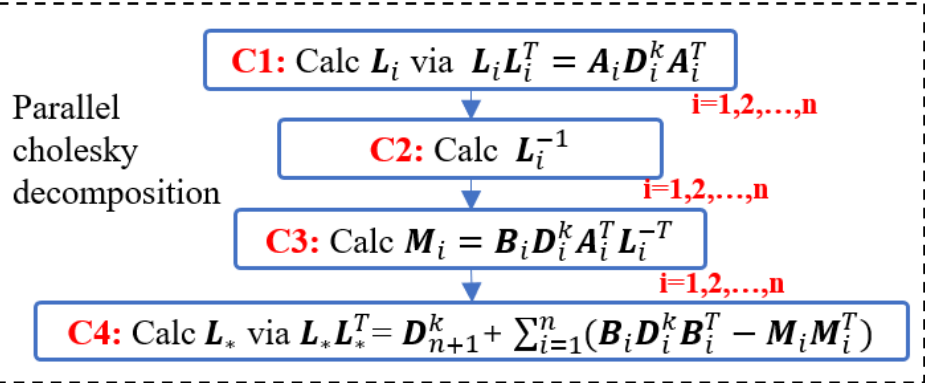 C1: Calc L_i via L_i L_i^T = A_i D_i^k A_i^T
i=1,2,…,n
Parallel
cholesky
decomposition
C2: Calc L_i^{-1}
i=1,2,…,n
C3: Calc M_i = B_i D_i^k A_i^T L_i^{-T}
i=1,2,…,n
C4: Calc L_* via L_* L_*^T = D_{n+1}^k + ∑_{i=1}^n (B_i D_i^k B_i^T − M_i M_i^T)